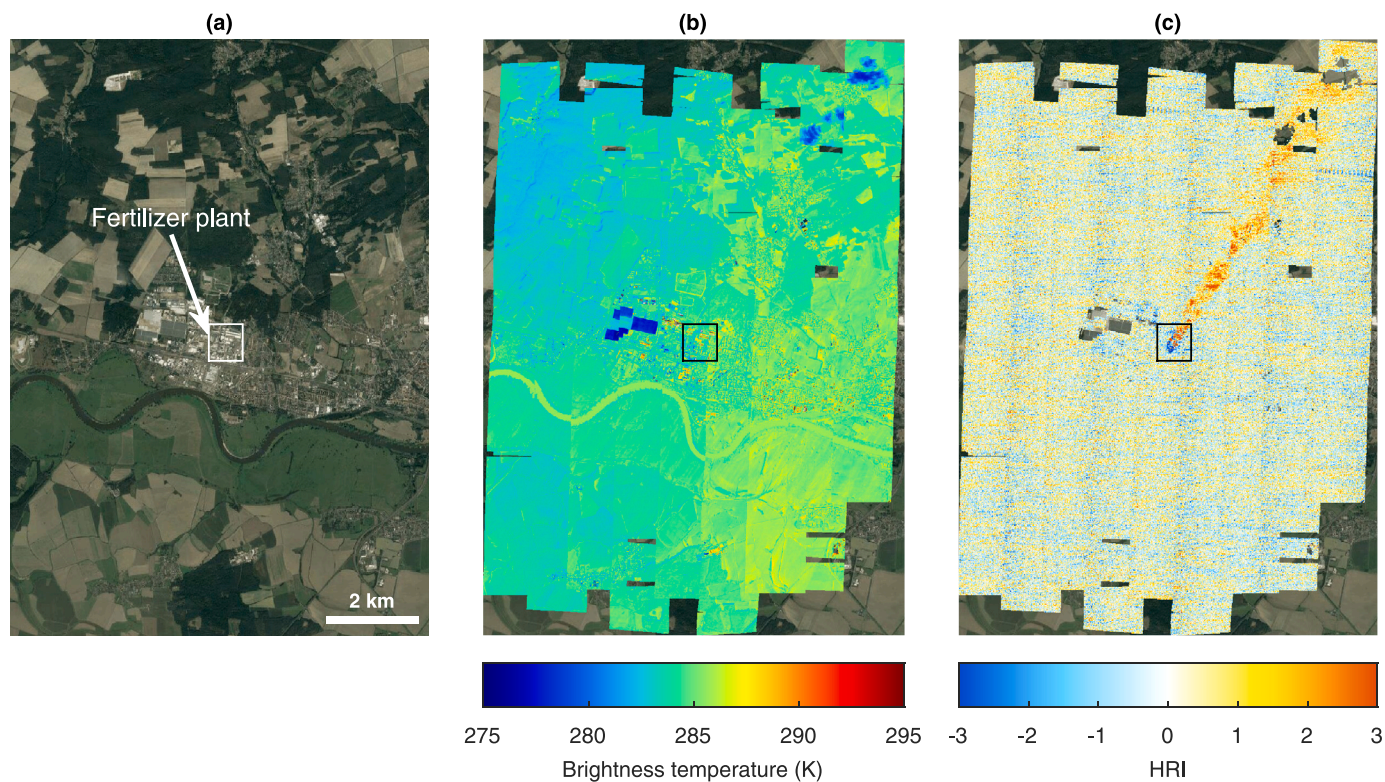 (a)
(b)
(c)
Fertilizer plant
2 km
275 280 285 290 295
Brightness temperature (K)
-3 -2 -1 0 1 2 3
HRI